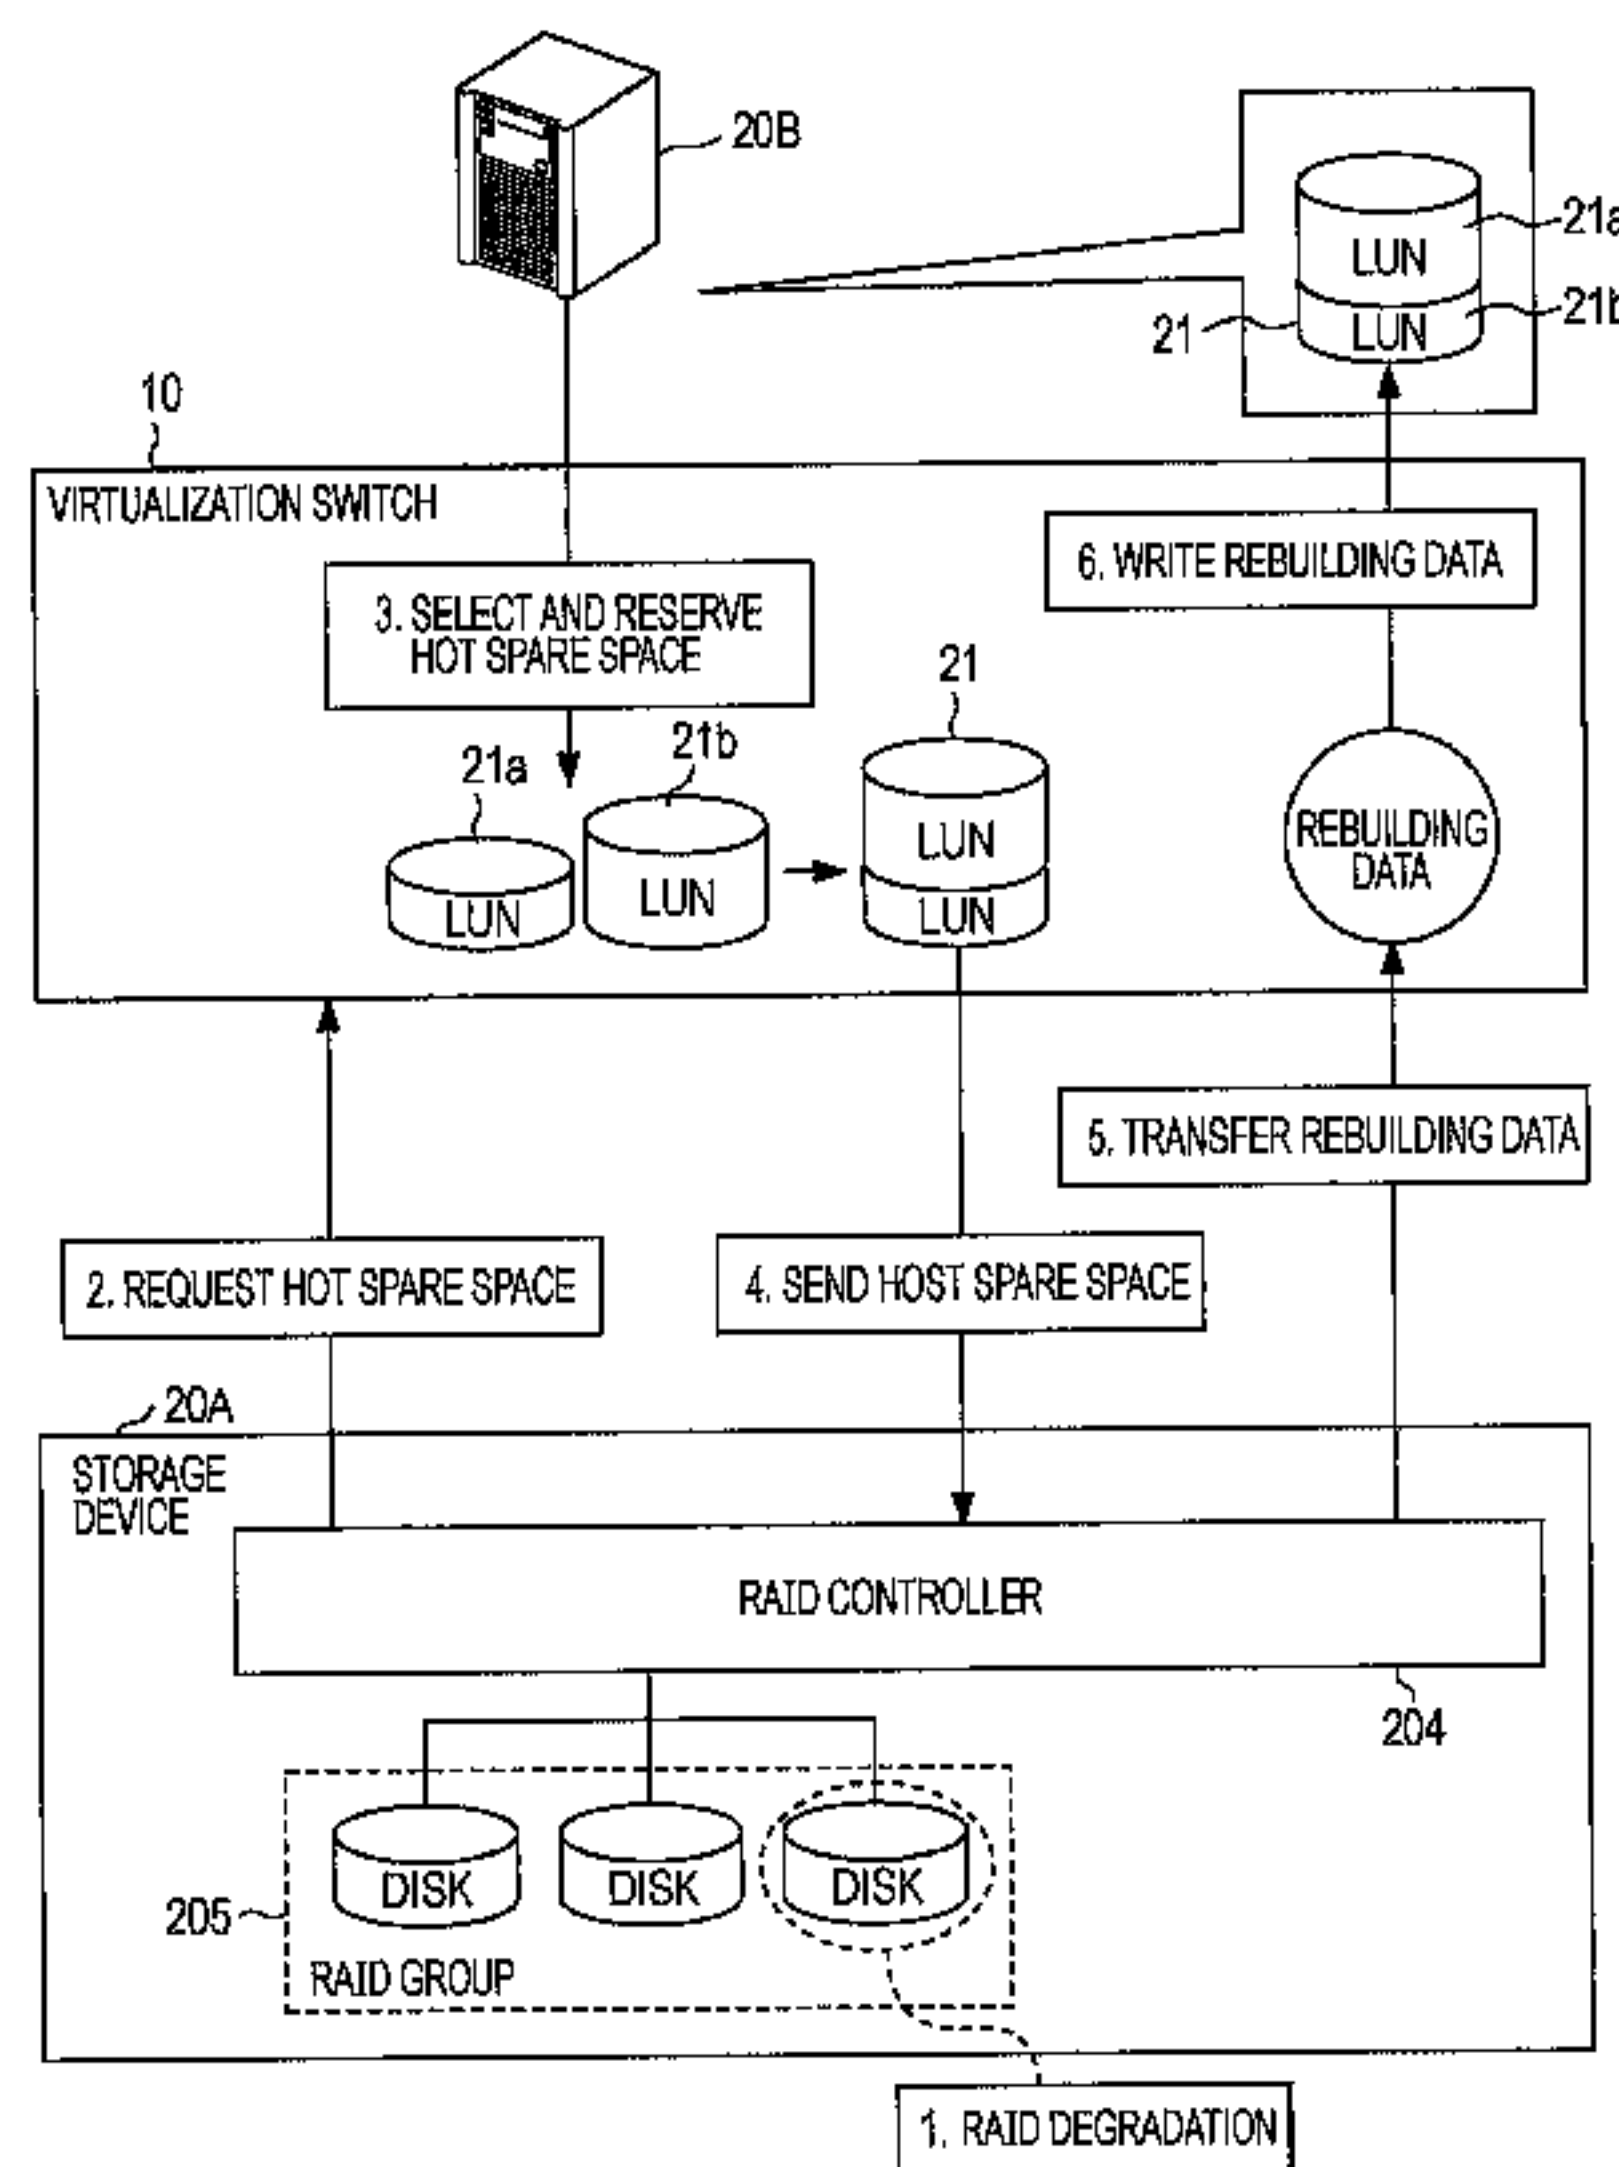 20B
21a
LUN
21b
LUN
21
10
VIRTUALIZATION SWITCH
6. WRITE REBUILDING DATA
3. SELECT AND RESERVE
HOT SPARE SPACE
21
21b
21a
LUN
LUN
LUN
LUN
REBUILDING
DATA
5. TRANSFER REBUILDING DATA
2. REQUEST HOT SPARE SPACE
4. SEND HOST SPARE SPACE
20A
STORAGE
DEVICE
RAID CONTROLLER
204
DISK
DISK
DISK
205
RAID GROUP
1. RAID DEGRADATION